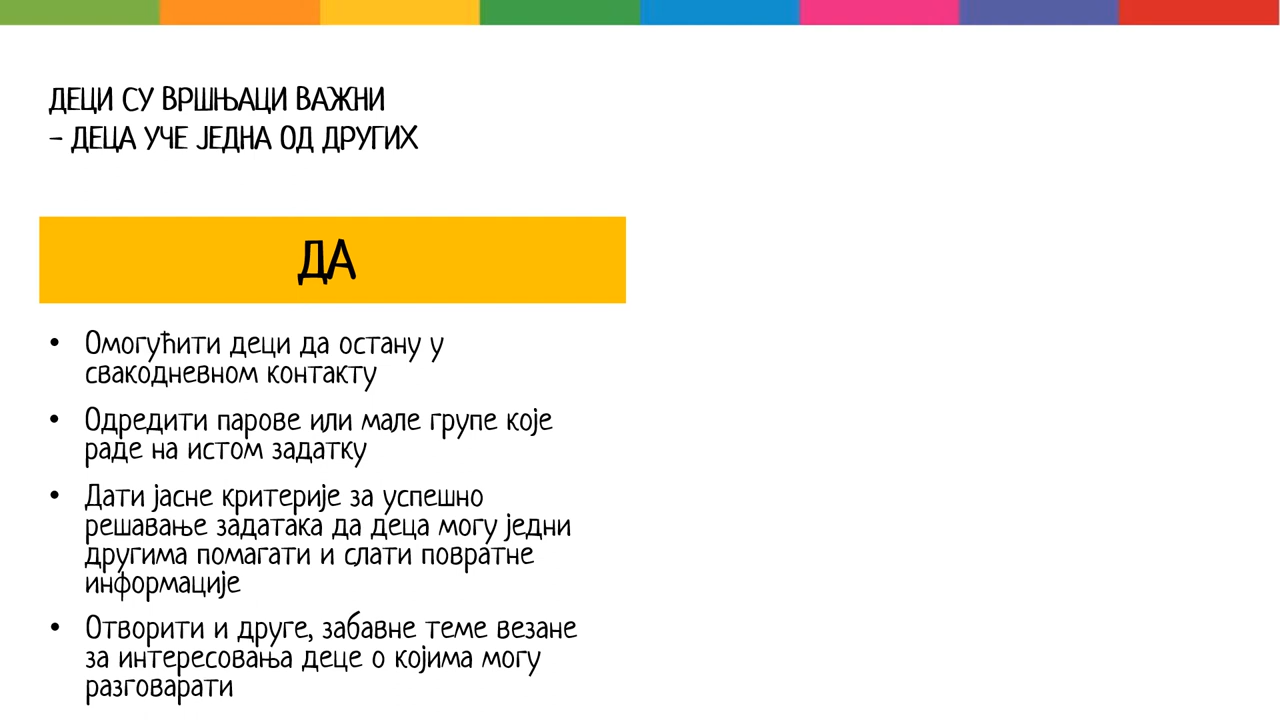 ДЕЦИ СУ ВРШЊАЦИ ВАЖНИ
– ДЕЦА УЧЕ ЈЕДНА ОД ДРУГИХ
ДА
• Омогућити деци да остану у
свакодневном контакту
• Одредити парове или мале групе које
раде на истом задатку
• Дати јасне критерије за успешно
решавање задатака да деца могу једни
другима помагати и слати повратне
информације
• Отворити и друге, забавне теме везане
за интересовања деце о којима могу
разговарати